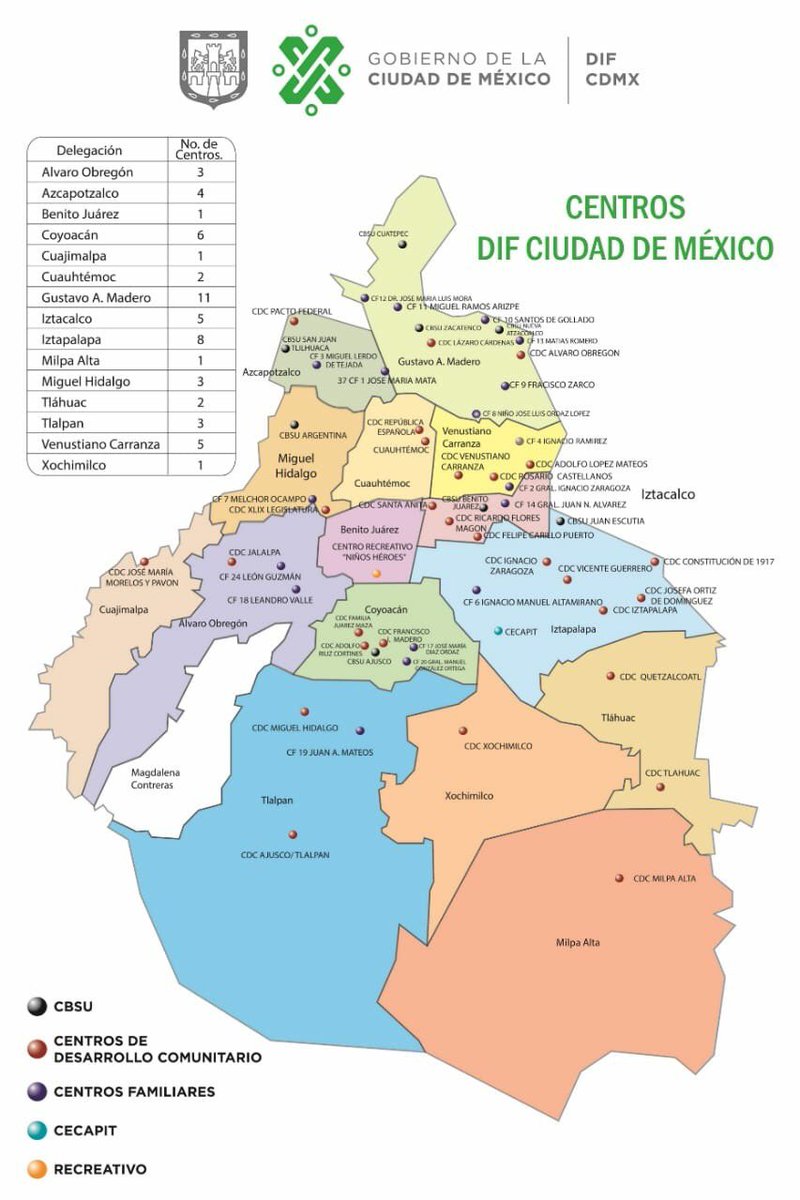 GOBIERNO DE LA
CIUDAD DE MÉXICO
DIF
CDMX
Delegación No. de Centros.
Alvaro Obregón 3
Azcapotzalco 4
Benito Juárez 1
Coyoacán 6
Cuajimalpa 1
Cuauhtémoc 2
Gustavo A. Madero 11
Iztacalco 5
Iztapalapa 8
Milpa Alta 1
Miguel Hidalgo 3
Tláhuac 2
Tlalpan 3
Venustiano Carranza 5
Xochimilco 1
CENTROS
DIF CIUDAD DE MÉXICO
CBSU CUATEPEC
CF 12 DR. JOSE MARIA LUIS MORA
CF 11 MIGUEL RAMOS ARIZPE
CDC PACTO FEDERAL
CF 10 SANTOS DE GOLLADO
CBSU ZACATENCO
CBSU NUEVA
ATZACOALCO
CBSU SAN JUAN
TLILHUACA
CDC LÁZARO CÁRDENAS
CF 13 MATIAS ROMERO
CDC ALVARO OBREGON
CF 3 MIGUEL LERDO
DE TEJADA
Gustavo A. Madero
Azcapotzalco
37 CF 1 JOSE MARIA MATA
CF 9 FRACISCO ZARCO
CF 8 NIÑO JOSE LUIS ORDAZ LOPEZ
CBSU ARGENTINA
CDC REPÚBLICA
ESPAÑOLA
CUAUHTÉMOC
Venustiano
Carranza
CF 4 IGNACIO RAMIREZ
Miguel
Hidalgo
CDC VENUSTIANO
CARRANZA
CDC ADOLFO LOPEZ MATEOS
Cuauhtémoc
CDC ROSARIO CASTELLANOS
CF 2 GRAL. IGNACIO ZARAGOZA
Iztacalco
CF 7 MELCHOR OCAMPO
CDC XLIX LEGISLATURA
CDC SANTA ANITA
CBSU BENITO
JUAREZ
CF 14 GRAL. JUAN N. ALVAREZ
CDC RICARDO FLORES
MAGON
CBSU JUAN ESCUTIA
Benito Juárez
CDC FELIPE CARILLO PUERTO
CENTRO RECREATIVO
"NIÑOS HÉROES"
CDC JALALPA
CDC JOSÉ MARÍA
MORELOS Y PAVON
CF 24 LEÓN GUZMÁN
CDC IGNACIO
ZARAGOZA
CDC VICENTE GUERRERO
CDC CONSTITUCIÓN DE 1917
CF 18 LEANDRO VALLE
CF 6 IGNACIO MANUEL ALTAMIRANO
CDC JOSEFA ORTIZ
DE DOMINGUEZ
CDC IZTAPALAPA
Cuajimalpa
Alvaro Obregón
Coyoacán
CDC FAMILIA
JUAREZ MAZA
CDC FRANCISCO
I. MADERO
CECAPIT
Iztapalapa
CDC ADOLFO
RIUZ CORTINES
CBSU AJUSCO
CF 17 JOSÉ MARÍA
DIAZ ORDAZ
CF 20 GRAL. MANUEL
GONZÁLEZ ORTEGA
CDC QUETZALCOATL
Tláhuac
CDC MIGUEL HIDALGO
CF 19 JUAN A. MATEOS
CDC XOCHIMILCO
Magdalena
Contreras
CDC TLAHUAC
Tlalpan
Xochimilco
CDC AJUSCO/ TLALPAN
CDC MILPA ALTA
Milpa Alta
CBSU
CENTROS DE
DESARROLLO COMUNITARIO
CENTROS FAMILIARES
CECAPIT
RECREATIVO